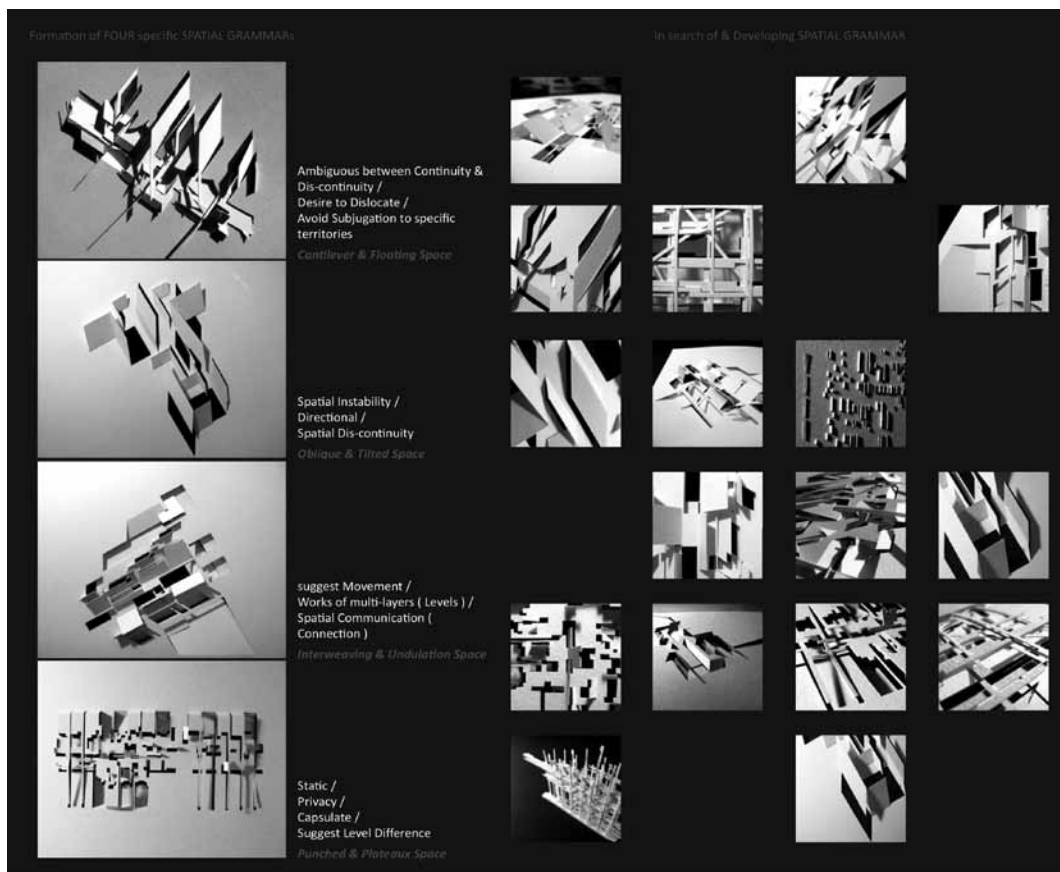 Formation of FOUR specific SPATIAL GRAMMARs
In search of & Developing SPATIAL GRAMMAR
Ambiguous between Continuity &
Dis-continuity /
Desire to Dislocate /
Avoid Subjugation to specific
territories
Cantilever & Floating Space
Spatial Instability /
Directional /
Spatial Dis-continuity
Oblique & Tilted Space
suggest Movement /
Works of multi-layers ( Levels ) /
Spatial Communication (
Connection )
Interweaving & Undulation Space
Static /
Privacy /
Capsulate /
Suggest Level Difference
Punched & Plateaux Space